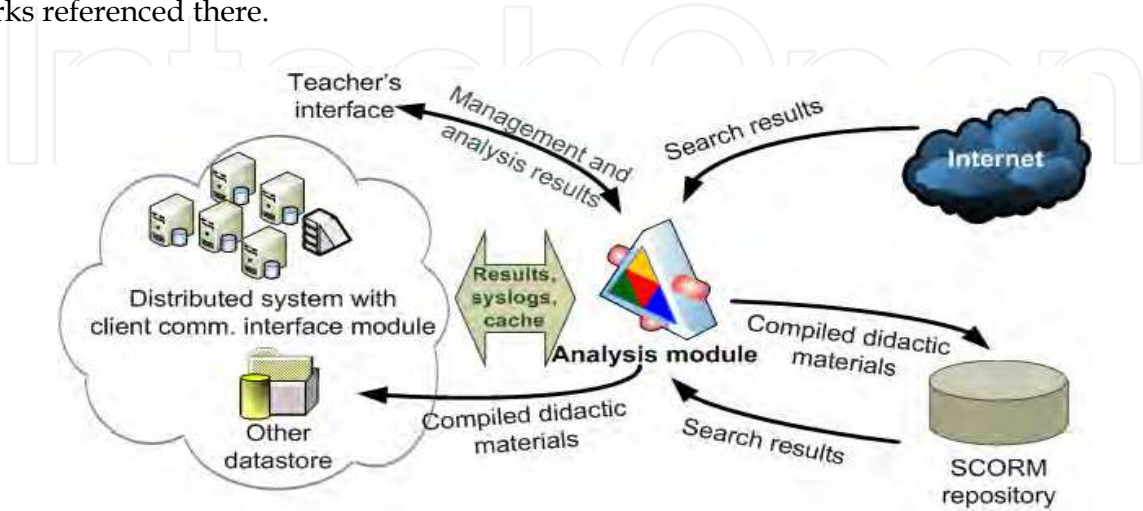 rks referenced there.
IntechOpen
Teacher's
interface
Management and
analysis results
Search results
Internet
Distributed system with
client comm. interface module
Results,
syslogs,
cache
Analysis module
Compiled didactic
materials
Other
datastore
Compiled didactic
materials
Search results
SCORM
repository